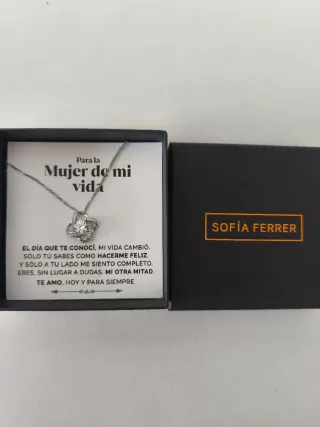 Para la
Mujer de mi
vida
EL DÍA QUE TE CONOCÍ, MI VIDA CAMBIÓ.
SÓLO TÚ SABES COMO HACERME FELIZ.
Y SÓLO A TU LADO ME SIENTO COMPLETO.
ERES, SIN LUGAR A DUDAS, MI OTRA MITAD.
TE AMO. HOY Y PARA SIEMPRE
SOFÍA FERRER